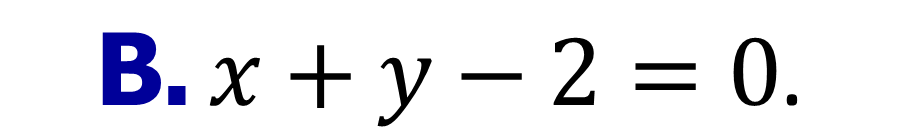 B. x + y − 2 = 0.